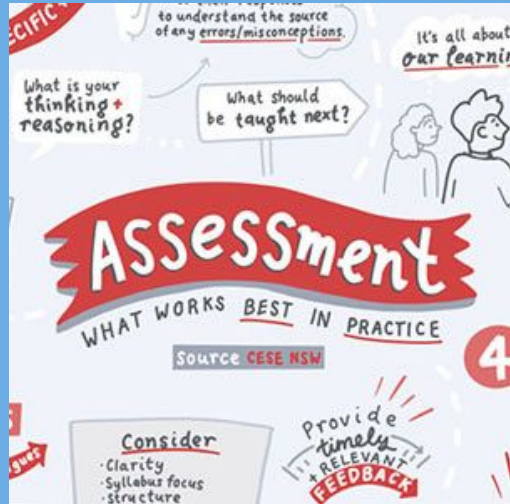 to understand the source
of any errors/misconceptions.
It's all about
our learnin
What is your
thinking +
reasoning?
What should
be taught next?
Assessment
WHAT WORKS BEST IN PRACTICE
Source CESE NSW
4
Consider
·Clarity
·Syllabus focus
·structure
Provide
timely
+ RELEVANT
FEEDBACK